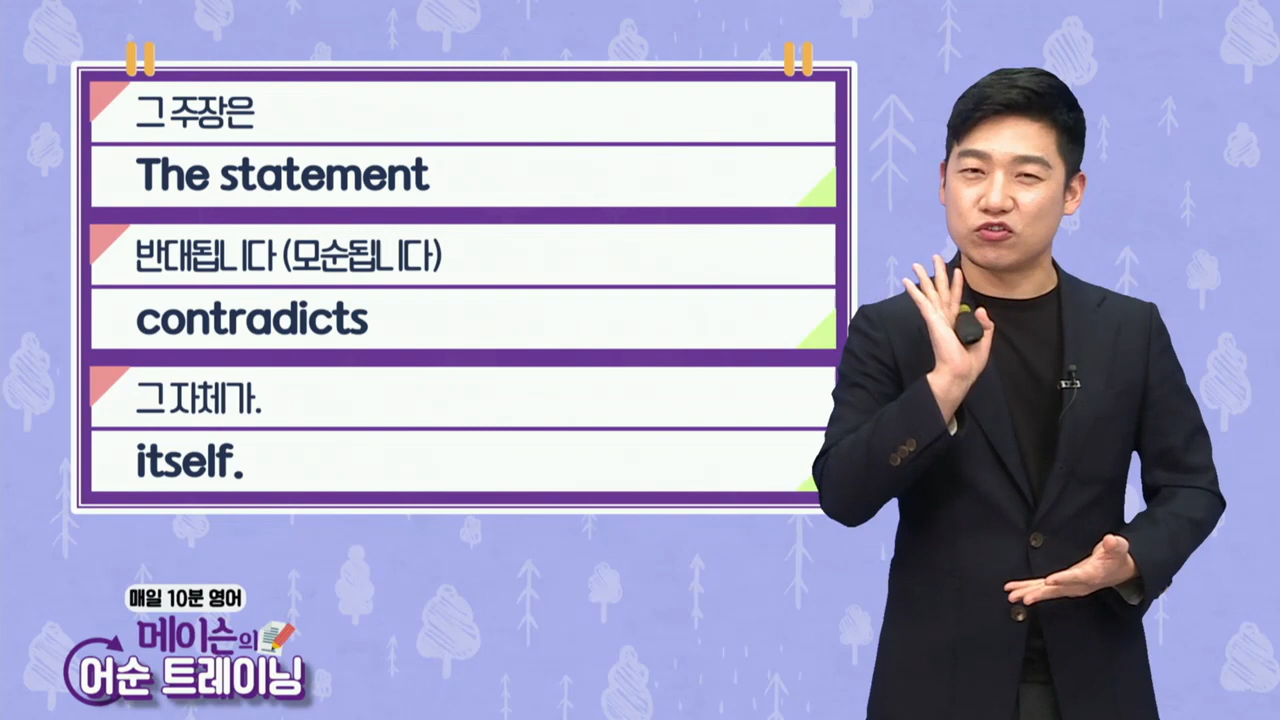 그 주장은
The statement
반대됩니다 (모순됩니다)
contradicts
그 자체가.
itself.
매일 10분 영어
메이슨의
어순 트레이닝